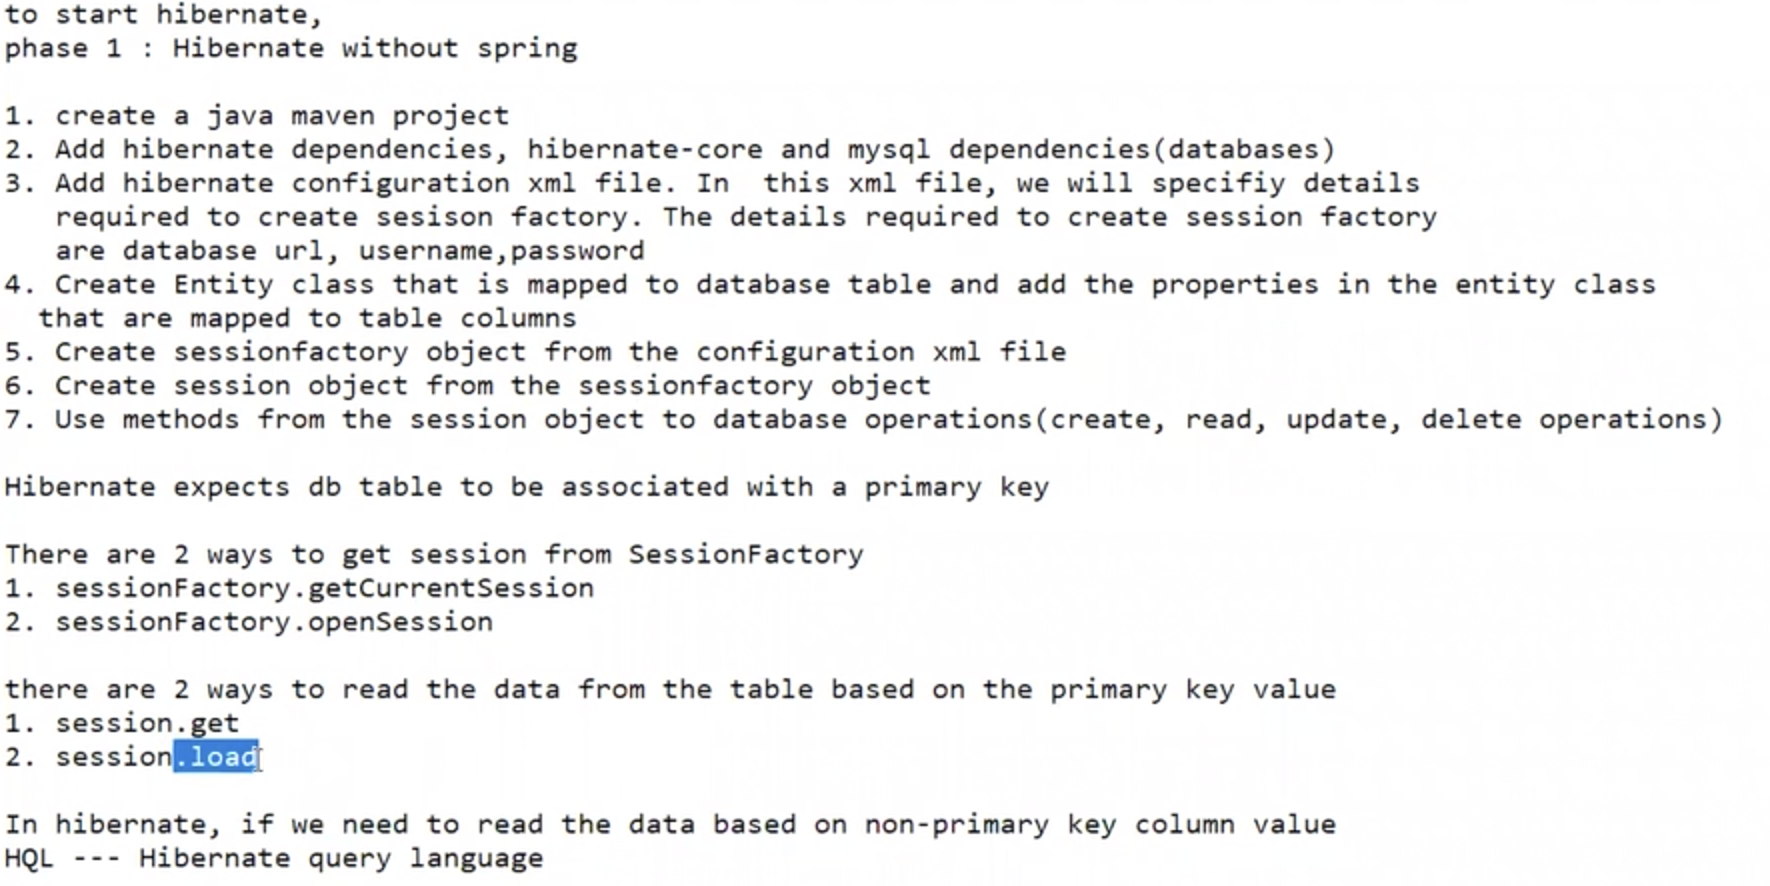 to start hibernate,
phase 1 : Hibernate without spring
1. create a java maven project
2. Add hibernate dependencies, hibernate-core and mysql dependencies(databases)
3. Add hibernate configuration xml file. In  this xml file, we will specifiy details
required to create sesison factory. The details required to create session factory
are database url, username,password
4. Create Entity class that is mapped to database table and add the properties in the entity class
that are mapped to table columns
5. Create sessionfactory object from the configuration xml file
6. Create session object from the sessionfactory object
7. Use methods from the session object to database operations(create, read, update, delete operations)
Hibernate expects db table to be associated with a primary key
There are 2 ways to get session from SessionFactory
1. sessionFactory.getCurrentSession
2. sessionFactory.openSession
there are 2 ways to read the data from the table based on the primary key value
1. session.get
2. session.load
In hibernate, if we need to read the data based on non-primary key column value
HQL --- Hibernate query language